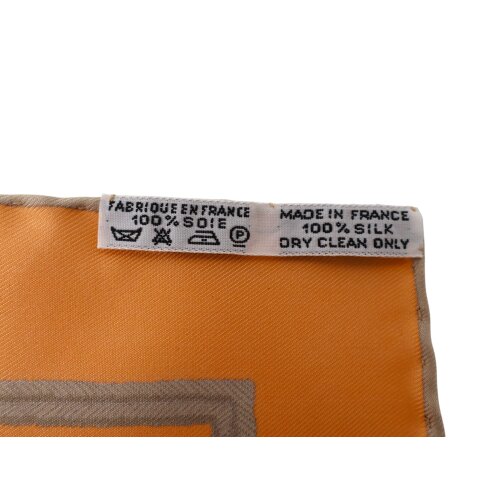 FABRIQUE EN FRANCE
100% SOIE
P
MADE IN FRANCE
100% SILK
DRY CLEAN ONLY